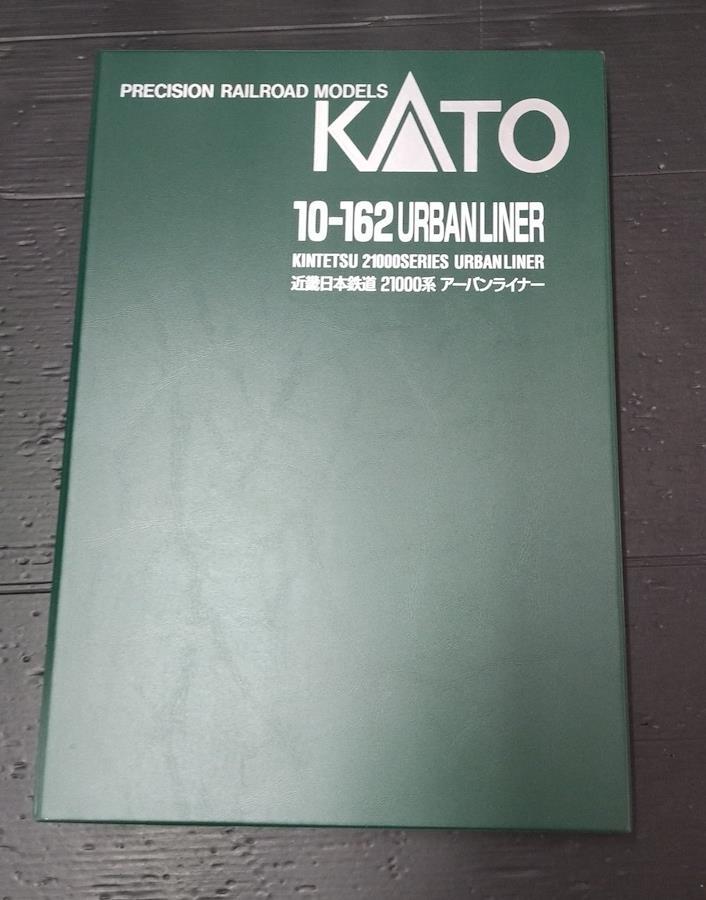 PRECISION RAILROAD MODELS
KATO
10-162 URBAN LINER
KINTETSU 21000SERIES URBAN LINER
近畿日本鉄道 21000系 アーバンライナー